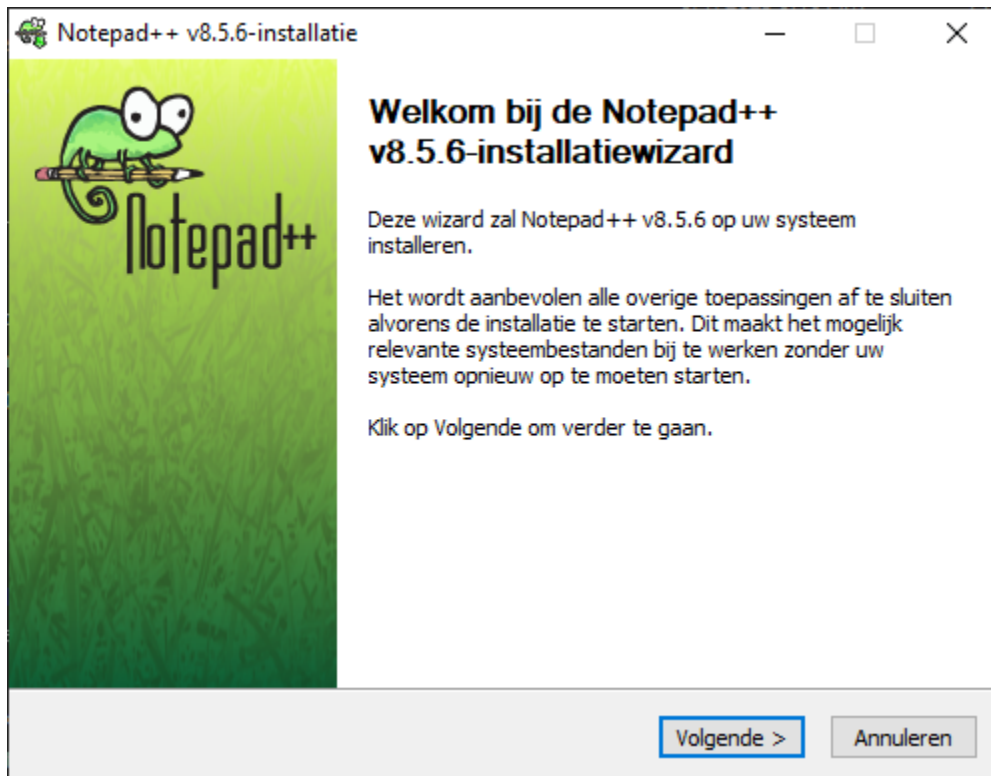 Notepad++ v8.5.6-installatie
Notepad++
Welkom bij de Notepad++
v8.5.6-installatiewizard
Deze wizard zal Notepad++ v8.5.6 op uw systeem
installeren.
Het wordt aanbevolen alle overige toepassingen af te sluiten
alvorens de installatie te starten. Dit maakt het mogelijk
relevante systeembestanden bij te werken zonder uw
systeem opnieuw op te moeten starten.
Klik op Volgende om verder te gaan.
Volgende >
Annuleren